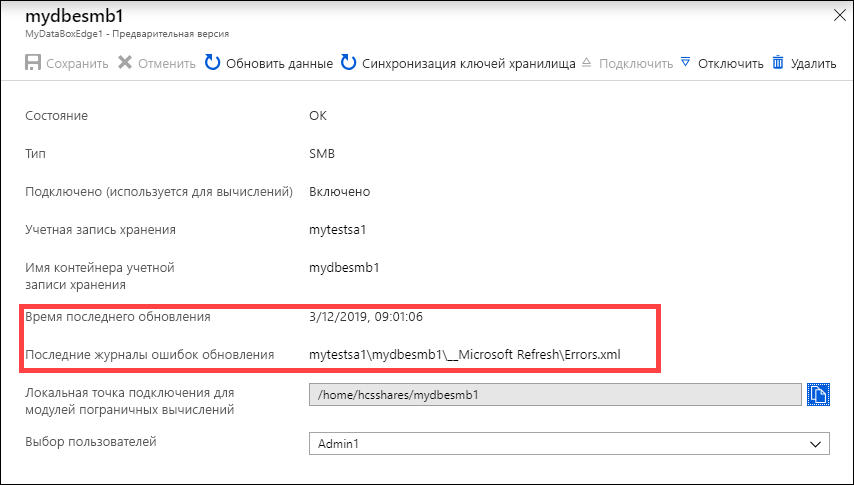 mydbesmb1
MyDataBoxEdge1 - Предварительная версия
Сохранить Отменить Обновить данные Синхронизация ключей хранилища Подключить Отключить Удалить
Состояние OK
Тип SMB
Подключено (используется для вычислений) Включено
Учетная запись хранения mytestsa1
Имя контейнера учетной mydbesmb1
записи хранения
Время последнего обновления 3/12/2019, 09:01:06
Последние журналы ошибок обновления mytestsa1\mydbesmb1\__Microsoft Refresh\Errors.xml
Локальная точка подключения для /home/hcsshares/mydbesmb1
модулей пограничных вычислений
Выбор пользователей Admin1